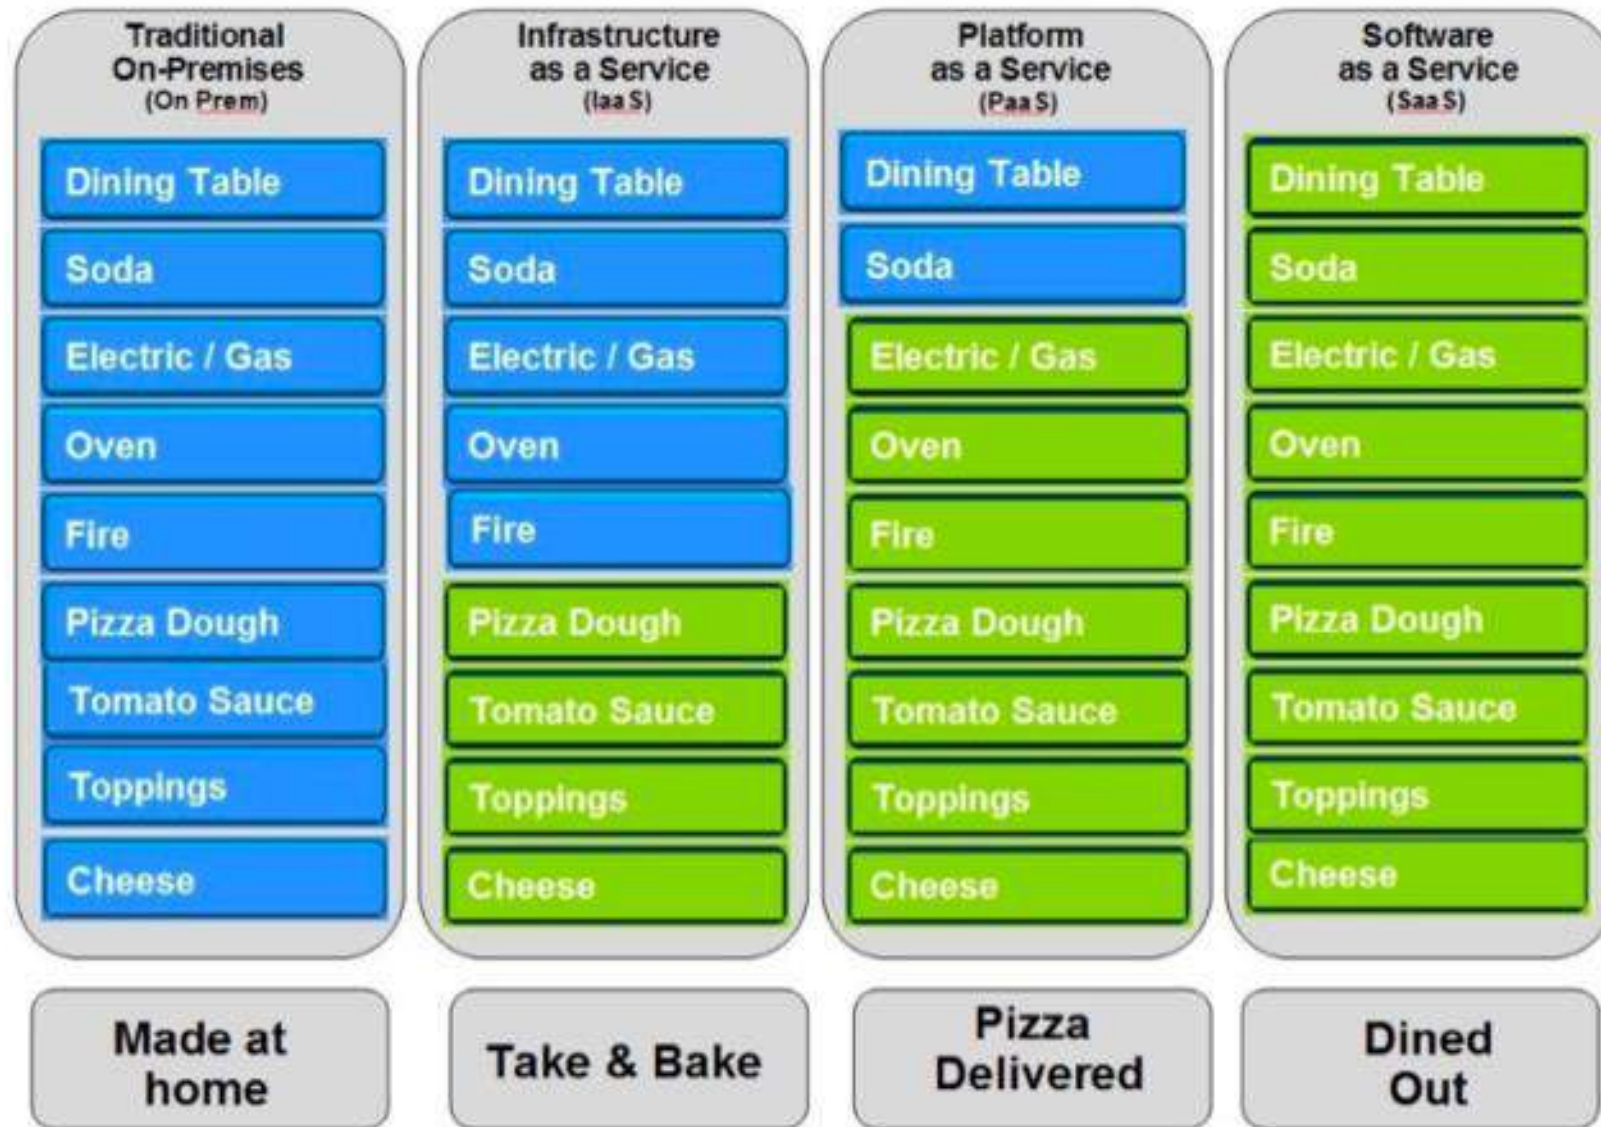 Traditional
On-Premises
(On Prem)
Dining Table
Soda
Electric / Gas
Oven
Fire
Pizza Dough
Tomato Sauce
Toppings
Cheese
Made at
home
Infrastructure
as a Service
(IaaS)
Dining Table
Soda
Electric / Gas
Oven
Fire
Pizza Dough
Tomato Sauce
Toppings
Cheese
Take & Bake
Platform
as a Service
(PaaS)
Dining Table
Soda
Electric / Gas
Oven
Fire
Pizza Dough
Tomato Sauce
Toppings
Cheese
Pizza
Delivered
Software
as a Service
(SaaS)
Dining Table
Soda
Electric / Gas
Oven
Fire
Pizza Dough
Tomato Sauce
Toppings
Cheese
Dined
Out